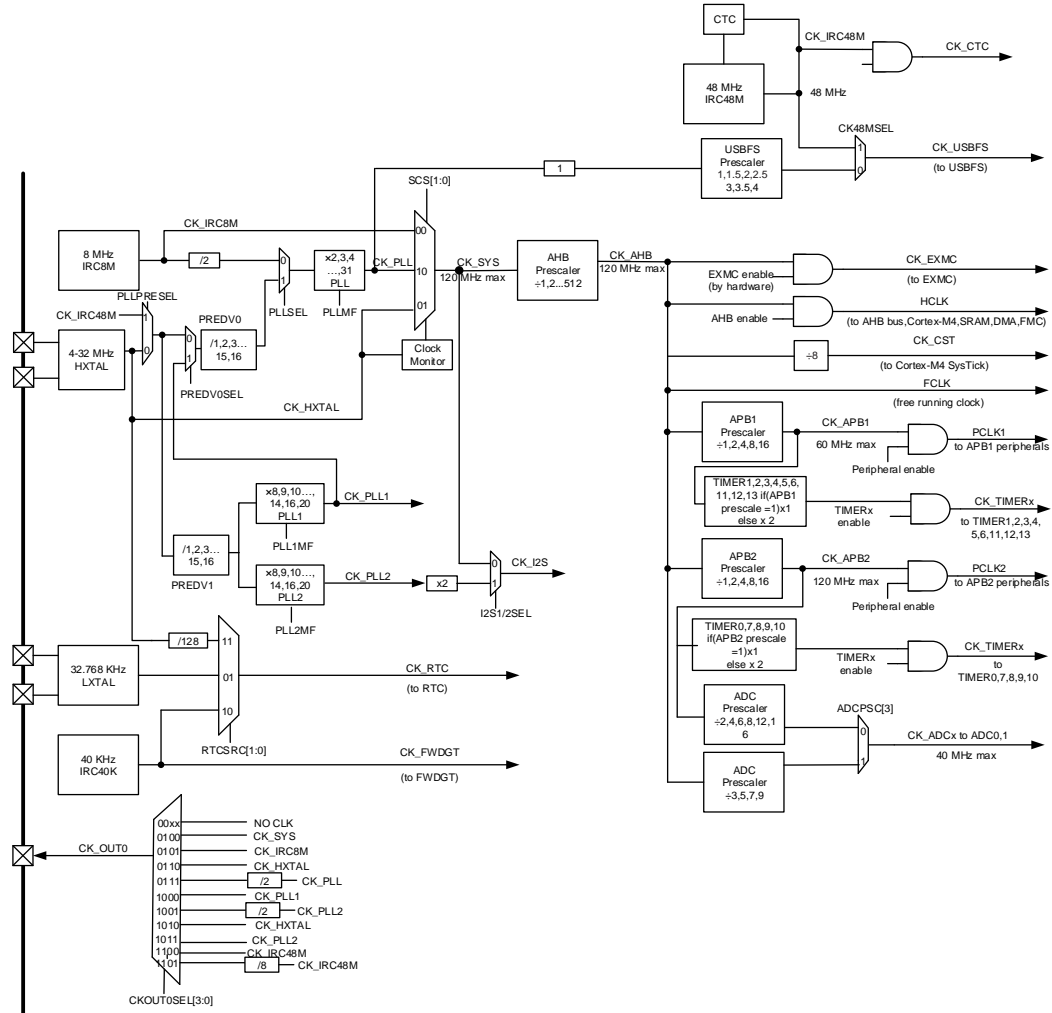 CTC
CK_IRC48M
CK_CTC
48 MHz
IRC48M
48 MHz
CK48MSEL
USBFS
Prescaler
1,1.5,2,2.5
3,3.5,4
1
0
CK_USBFS
(to USBFS)
1
SCS[1:0]
CK_IRC8M
8 MHz
IRC8M
/2
0
1
PLLSEL
×2,3,4
...,31
PLL
PLLMF
CK_PLL
00
10
01
CK_SYS
120 MHz max
AHB
Prescaler
÷1,2...512
CK_AHB
120 MHz max
EXMC enable
(by hardware)
CK_EXMC
(to EXMC)
AHB enable
HCLK
(to AHB bus,Cortex-M4,SRAM,DMA,FMC)
÷8
CK_CST
(to Cortex-M4 SysTick)
FCLK
(free running clock)
PLLPRESEL
CK_IRC48M
1
0
4-32 MHz
HXTAL
0
1
PREDV0
/1,2,3...
15,16
PREDV0SEL
Clock
Monitor
CK_HXTAL
APB1
Prescaler
÷1,2,4,8,16
CK_APB1
60 MHz max
Peripheral enable
PCLK1
to APB1 peripherals
TIMER1,2,3,4,5,6,
11,12,13 if(APB1
prescale =1)x1
else x 2
TIMERx
enable
CK_TIMERx
to TIMER1,2,3,4,
5,6,11,12,13
×8,9,10...,
14,16,20
PLL1
PLL1MF
CK_PLL1
/1,2,3...
15,16
PREDV1
×8,9,10...,
14,16,20
PLL2
PLL2MF
CK_PLL2
x2
0
1
CK_I2S
I2S1/2SEL
APB2
Prescaler
÷1,2,4,8,16
CK_APB2
120 MHz max
Peripheral enable
PCLK2
to APB2 peripherals
TIMER0,7,8,9,10
if(APB2 prescale
=1)x1
else x 2
TIMERx
enable
CK_TIMERx
to
TIMER0,7,8,9,10
/128
11
01
10
32.768 KHz
LXTAL
CK_RTC
(to RTC)
RTCSRC[1:0]
40 KHz
IRC40K
CK_FWDGT
(to FWDGT)
ADC
Prescaler
÷2,4,6,8,12,1
6
ADCPSC[3]
0
1
CK_ADCx to ADC0,1
40 MHz max
ADC
Prescaler
÷3,5,7,9
CK_OUT0
00xx NO CLK
0100 CK_SYS
0101 CK_IRC8M
0110 CK_HXTAL
0111 /2 CK_PLL
1000 CK_PLL1
1001 /2 CK_PLL2
1010 CK_HXTAL
1011 CK_PLL2
1100 CK_IRC48M
1101 /8 CK_IRC48M
CKOUT0SEL[3:0]